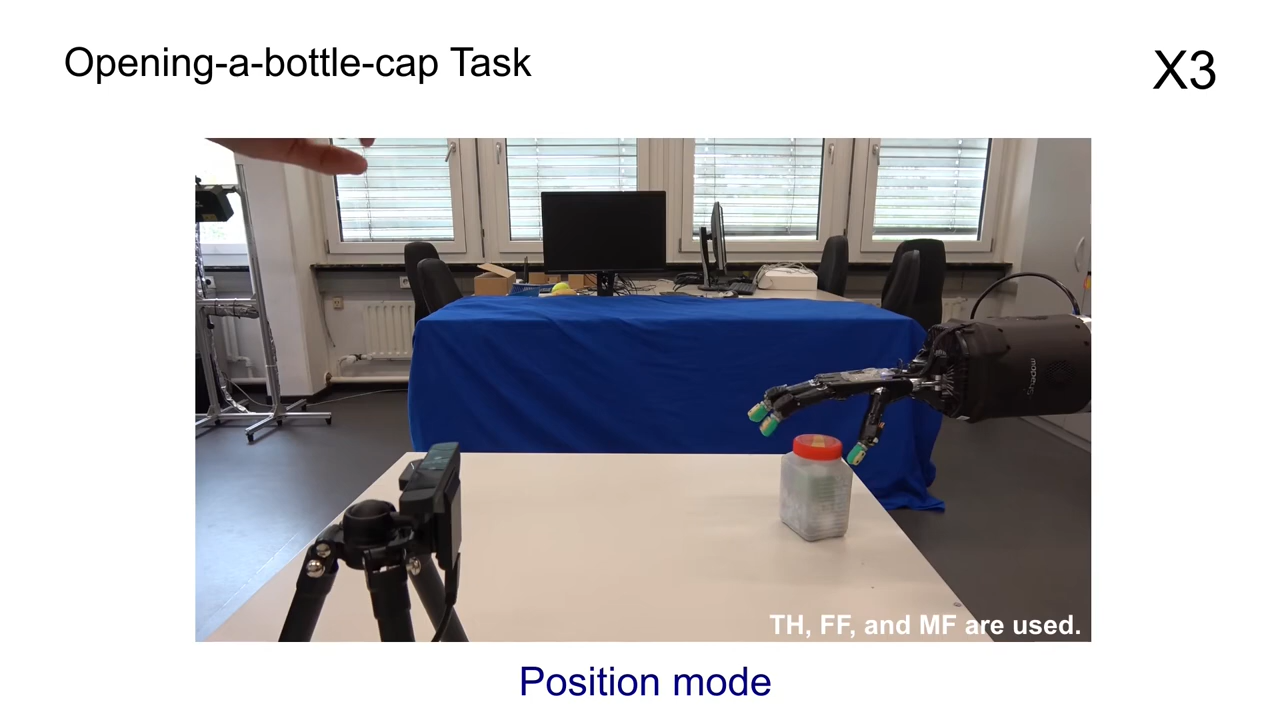 Opening-a-bottle-cap Task
X3
TH, FF, and MF are used.
Position mode